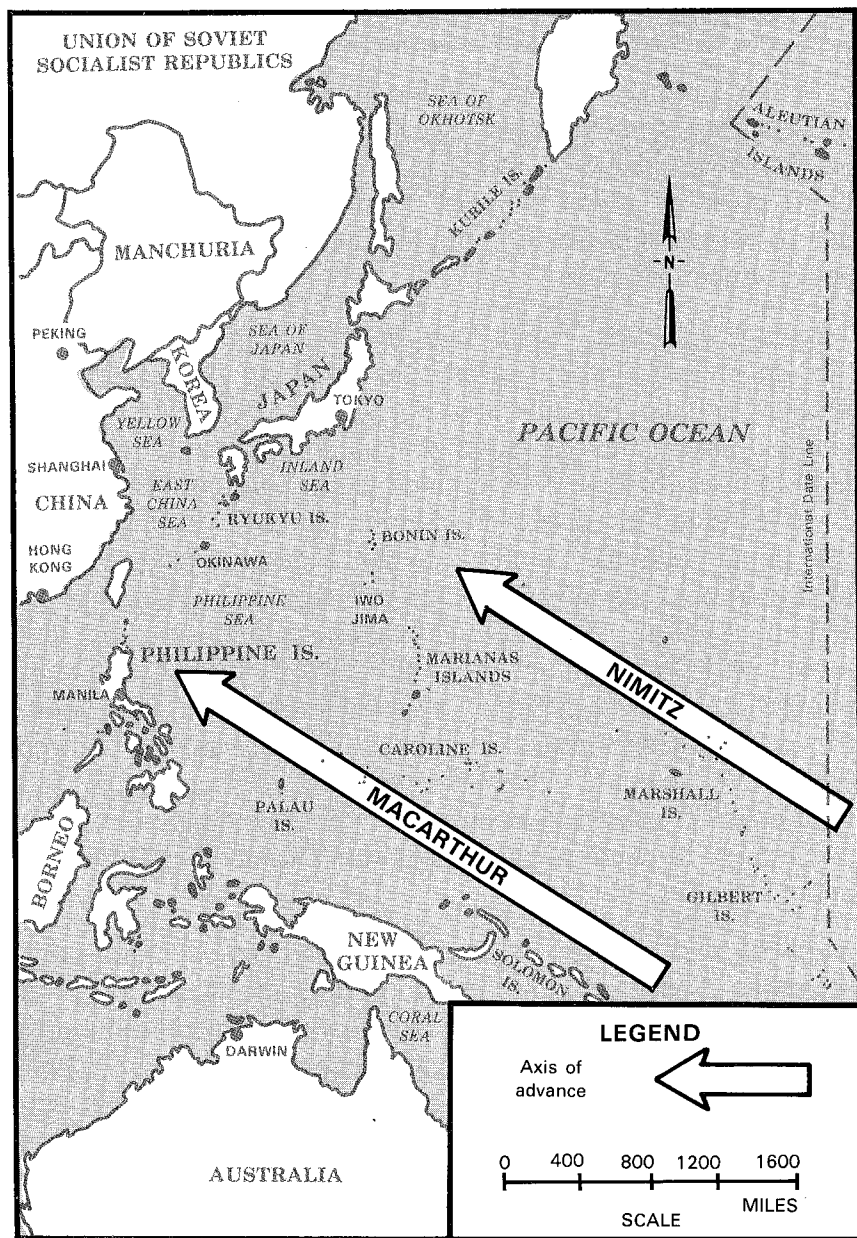 UNION OF SOVIET
SOCIALIST REPUBLICS
SEA OF
OKHOTSK
ALEUTIAN
ISLANDS
KURILE IS.
MANCHURIA
N
PEKING
SEA OF
JAPAN
KOREA
JAPAN
TOKYO
YELLOW
SEA
PACIFIC OCEAN
SHANGHAI
INLAND
SEA
CHINA
EAST
CHINA
SEA
RYUKYU IS.
BONIN IS.
International Date Line
HONG
KONG
OKINAWA
IWO
JIMA
PHILIPPINE
SEA
PHILIPPINE IS.
MARIANAS
ISLANDS
NIMITZ
MANILA
CAROLINE IS.
PALAU
IS.
MACARTHUR
MARSHALL
IS.
BORNEO
GILBERT
IS.
NEW
GUINEA
SOLOMON
IS.
CORAL
SEA
DARWIN
AUSTRALIA
LEGEND
Axis of
advance
0 400 800 1200 1600
MILES
SCALE